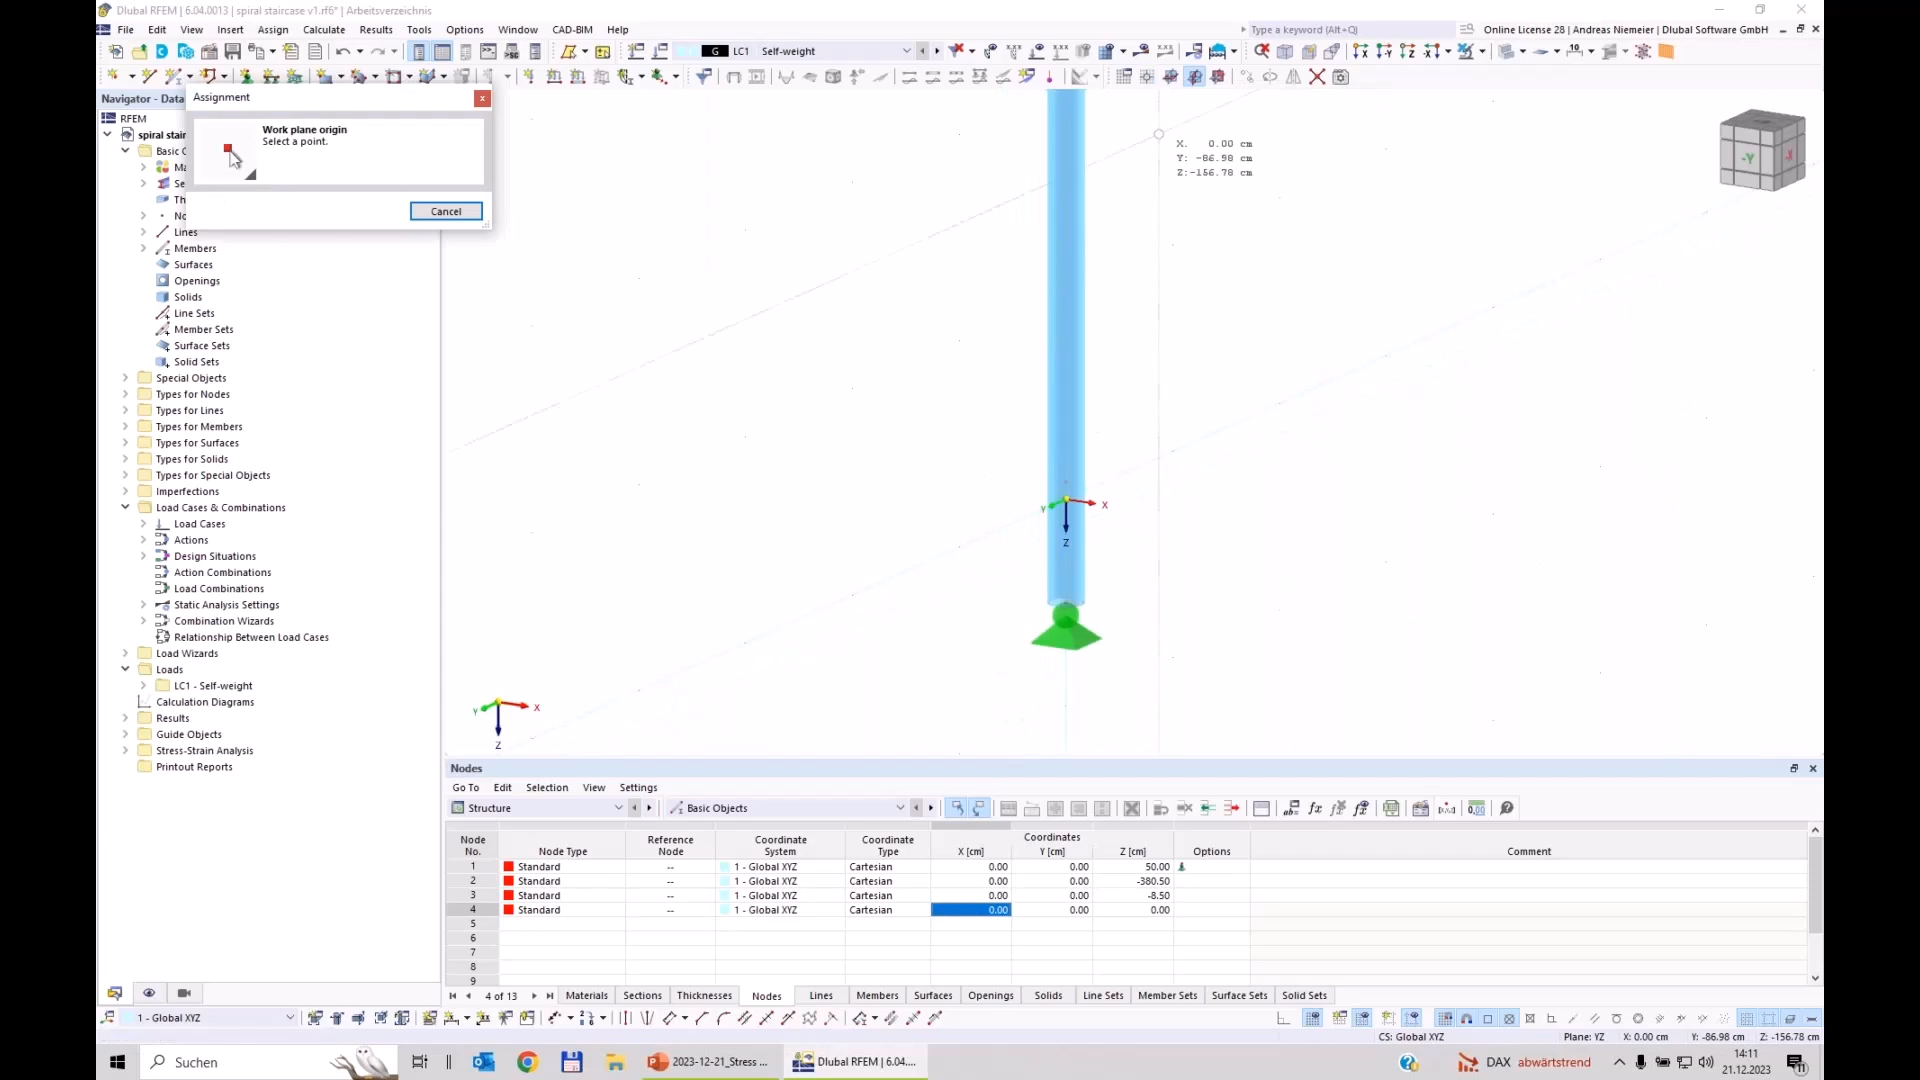 Dlubal RFEM | 6.04.0013 | spiral staircase v1.rf6* | Arbeitsverzeichnis
File Edit View Insert Assign Calculate Results Tools Options Window CAD-BIM Help
Type a keyword (Alt+Q)
Online License 28 | Andreas Niemeier | Dlubal Software GmbH
G LC1 Self-weight
Navigator - Data
Assignment
Work plane origin
Select a point.
Cancel
RFEM
spiral stair
Basic O
Ma
Se
Th
No
Lines
Members
Surfaces
Openings
Solids
Line Sets
Member Sets
Surface Sets
Solid Sets
Special Objects
Types for Nodes
Types for Lines
Types for Members
Types for Surfaces
Types for Solids
Types for Special Objects
Imperfections
Load Cases & Combinations
Load Cases
Actions
Design Situations
Action Combinations
Load Combinations
Static Analysis Settings
Combination Wizards
Relationship Between Load Cases
Load Wizards
Loads
LC1 - Self-weight
Calculation Diagrams
Results
Guide Objects
Stress-Strain Analysis
Printout Reports
X. 0.00 cm
Y: -86.98 cm
Z:-156.78 cm
-Y X
Y X
Z
Y X
Z
Nodes
Go To Edit Selection View Settings
Structure Basic Objects
Node No. Node Type Reference Node Coordinate System Coordinate Type Coordinates X [cm] Y [cm] Z [cm] Options Comment
1 Standard -- 1 - Global XYZ Cartesian 0.00 0.00 50.00
2 Standard -- 1 - Global XYZ Cartesian 0.00 0.00 -380.50
3 Standard -- 1 - Global XYZ Cartesian 0.00 0.00 -8.50
4 Standard -- 1 - Global XYZ Cartesian 0.00 0.00 0.00
5
6
7
8
9
4 of 13 Materials Sections Thicknesses Nodes Lines Members Surfaces Openings Solids Line Sets Member Sets Surface Sets Solid Sets
1 - Global XYZ
CS: Global XYZ Plane: YZ X: 0.00 cm Y: -86.98 cm Z: -156.78 cm
Suchen
2023-12-21_Stress ...
Dlubal RFEM | 6.04....
DAX abwärtstrend
14:11
21.12.2023